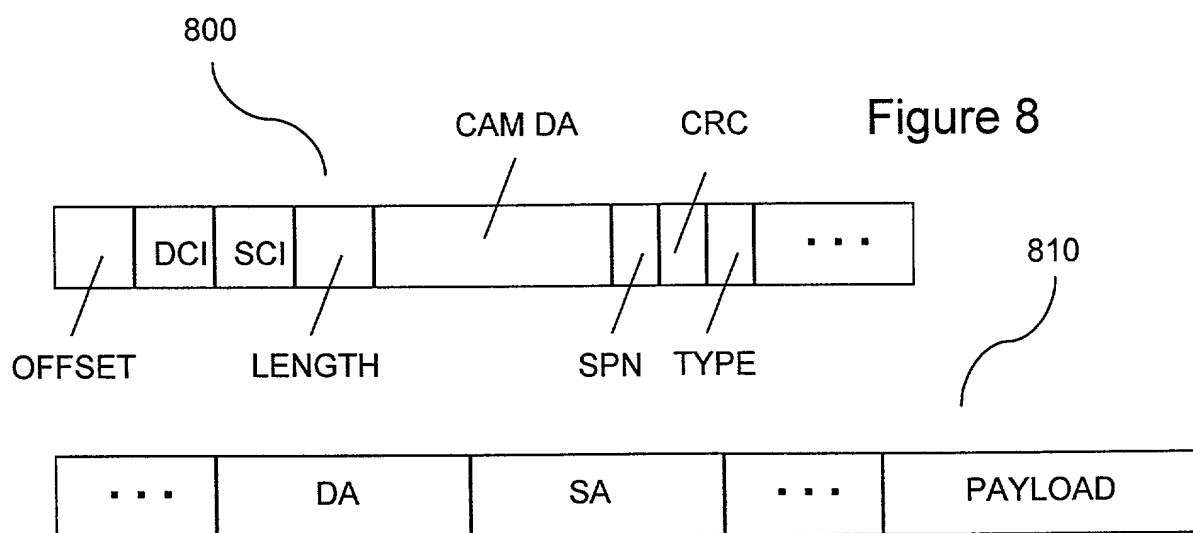 800
CAM DA CRC Figure 8
DCI SCI ...
810
OFFSET LENGTH SPN TYPE
... DA SA ... PAYLOAD